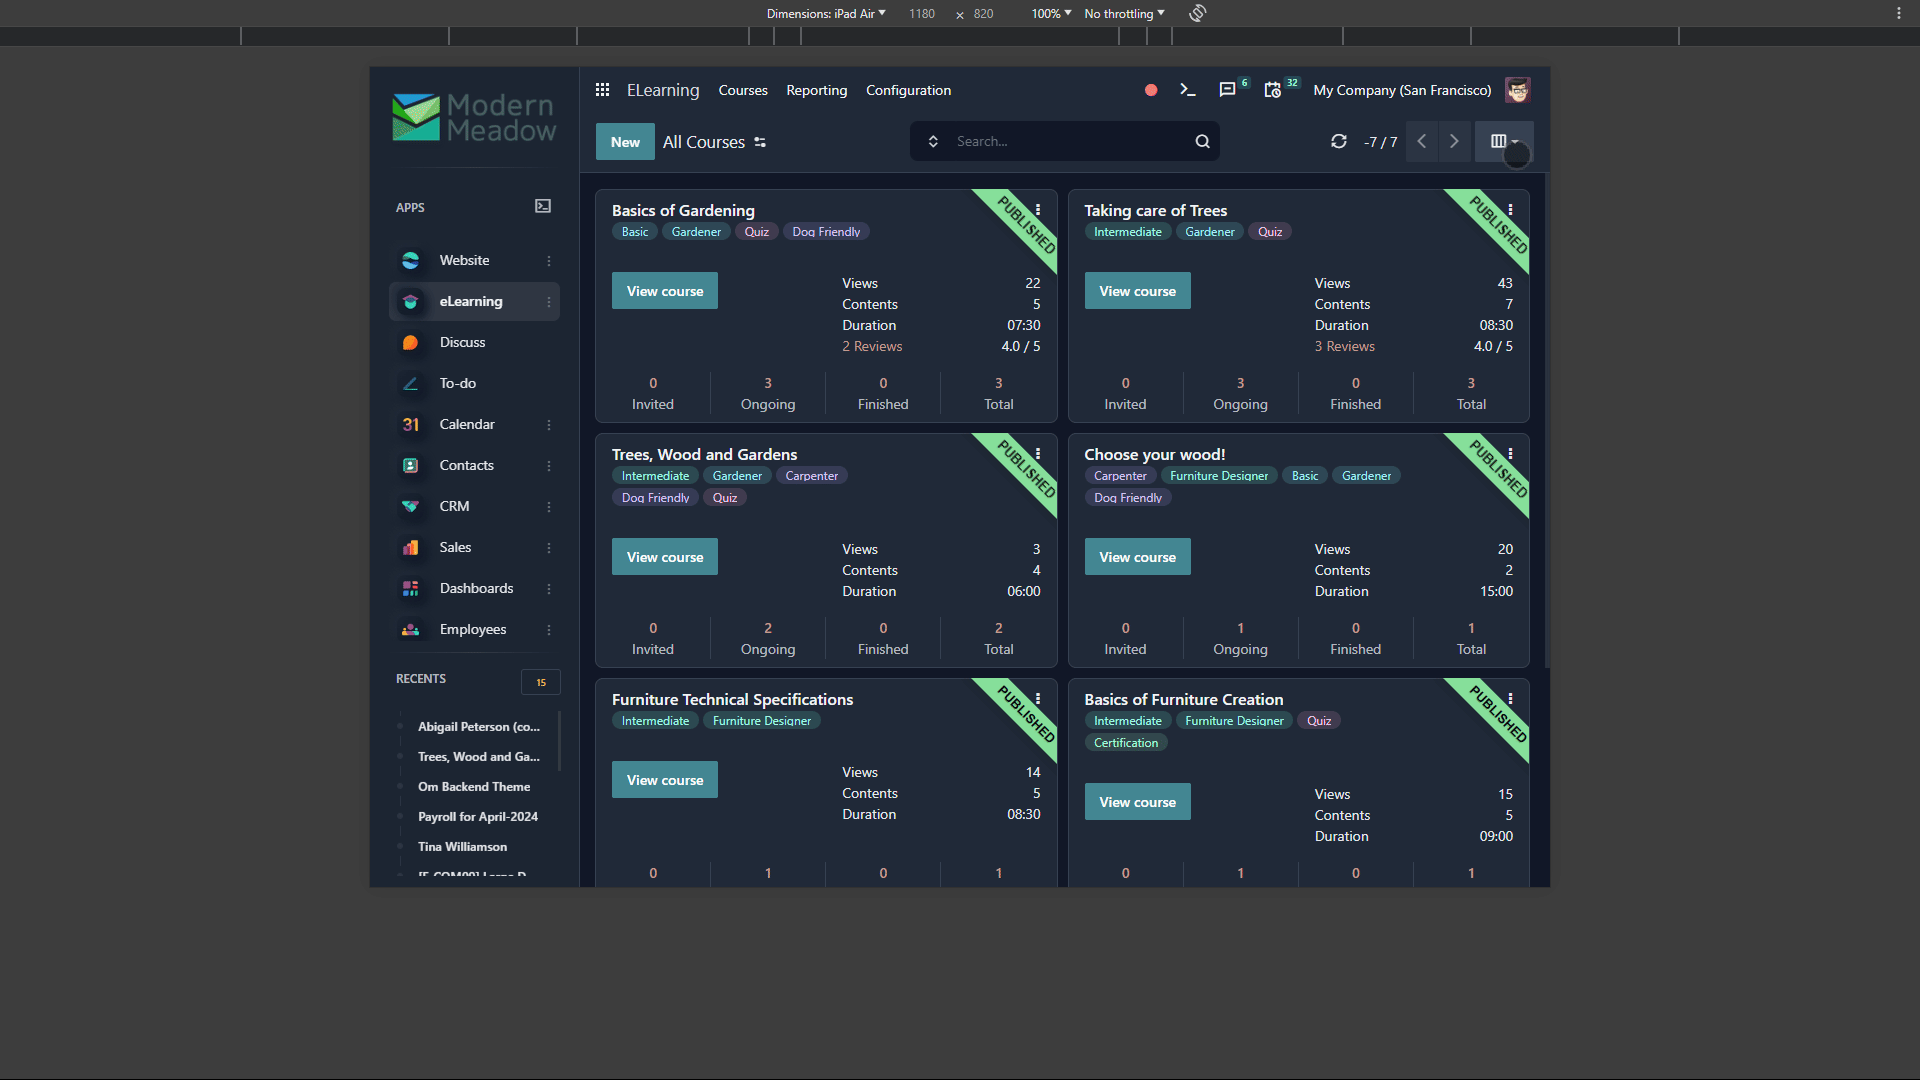 Dimensions: iPad Air
1180 x 820
100%
No throttling
Modern
Meadow
ELearning
Courses
Reporting
Configuration
6
32
My Company (San Francisco)
New
All Courses
Search...
-7 / 7
APPS
Website
eLearning
Discuss
To-do
31
Calendar
Contacts
CRM
Sales
Dashboards
Employees
RECENTS
15
Abigail Peterson (co...
Trees, Wood and Ga...
Om Backend Theme
Payroll for April-2024
Tina Williamson
Basics of Gardening
PUBLISHED
Basic Gardener Quiz Dog Friendly
View course
Views 22
Contents 5
Duration 07:30
2 Reviews 4.0 / 5
0 3 0 3
Invited Ongoing Finished Total
Taking care of Trees
PUBLISHED
Intermediate Gardener Quiz
View course
Views 43
Contents 7
Duration 08:30
3 Reviews 4.0 / 5
0 3 0 3
Invited Ongoing Finished Total
Trees, Wood and Gardens
PUBLISHED
Intermediate Gardener Carpenter
Dog Friendly Quiz
View course
Views 3
Contents 4
Duration 06:00
0 2 0 2
Invited Ongoing Finished Total
Choose your wood!
PUBLISHED
Carpenter Furniture Designer Basic Gardener
Dog Friendly
View course
Views 20
Contents 2
Duration 15:00
0 1 0 1
Invited Ongoing Finished Total
Furniture Technical Specifications
PUBLISHED
Intermediate Furniture Designer
View course
Views 14
Contents 5
Duration 08:30
0 1 0 1
Basics of Furniture Creation
PUBLISHED
Intermediate Furniture Designer Quiz
Certification
View course
Views 15
Contents 5
Duration 09:00
0 1 0 1